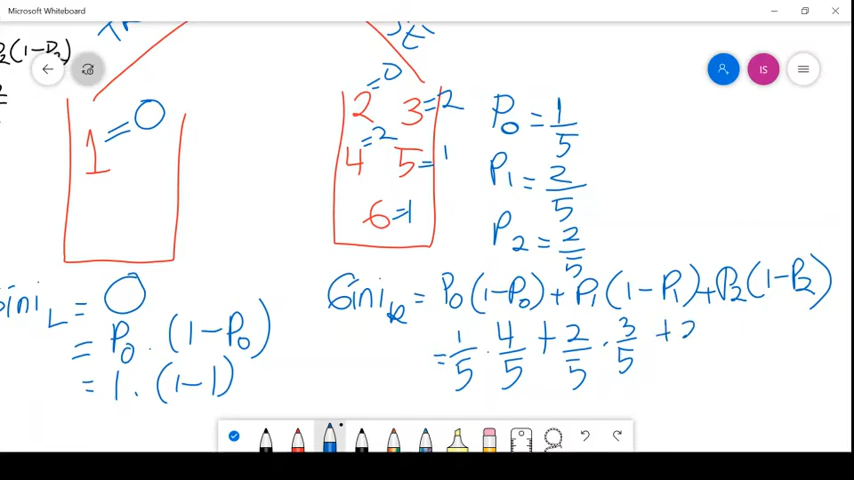 Microsoft Whiteboard
2(1-P2)
IS
2=0 3=2
4=2 5=1
6=1
1=0
P0 = 1/5
P1 = 2/5
P2 = 2/5
GiniL = 0
= P0 . (1-P0)
= 1 . (1-1)
GiniR = P0(1-P0) + P1(1-P1) + P2(1-P2)
= 1/5 . 4/5 + 2/5 . 3/5 + 2